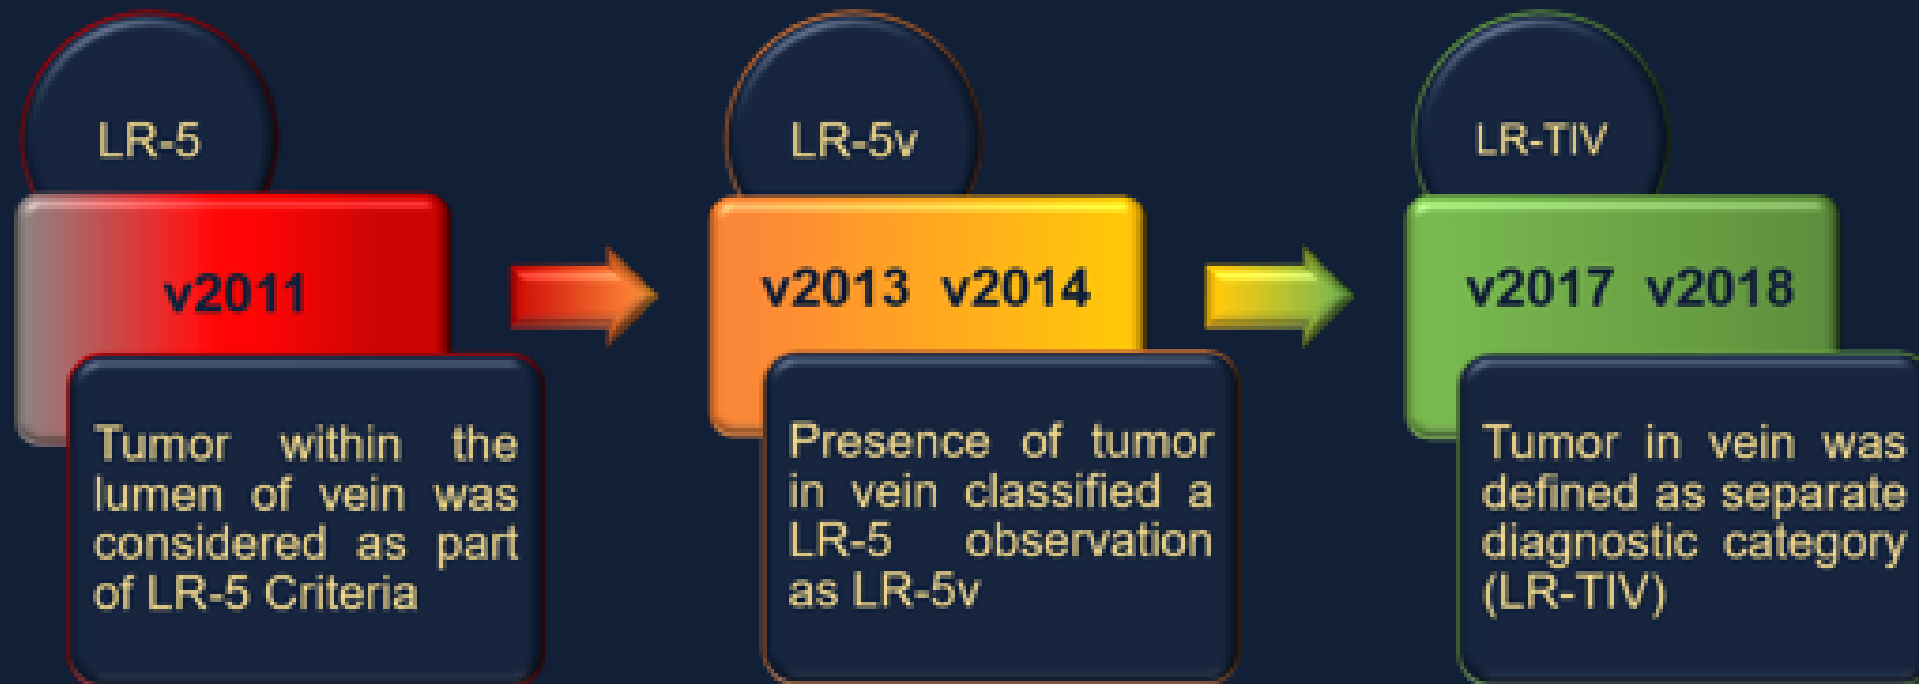 LR-5
v2011
Tumor within the
lumen of vein was
considered as part
of LR-5 Criteria
LR-5v
v2013 v2014
Presence of tumor
in vein classified a
LR-5 observation
as LR-5v
LR-TIV
v2017 v2018
Tumor in vein was
defined as separate
diagnostic category
(LR-TIV)